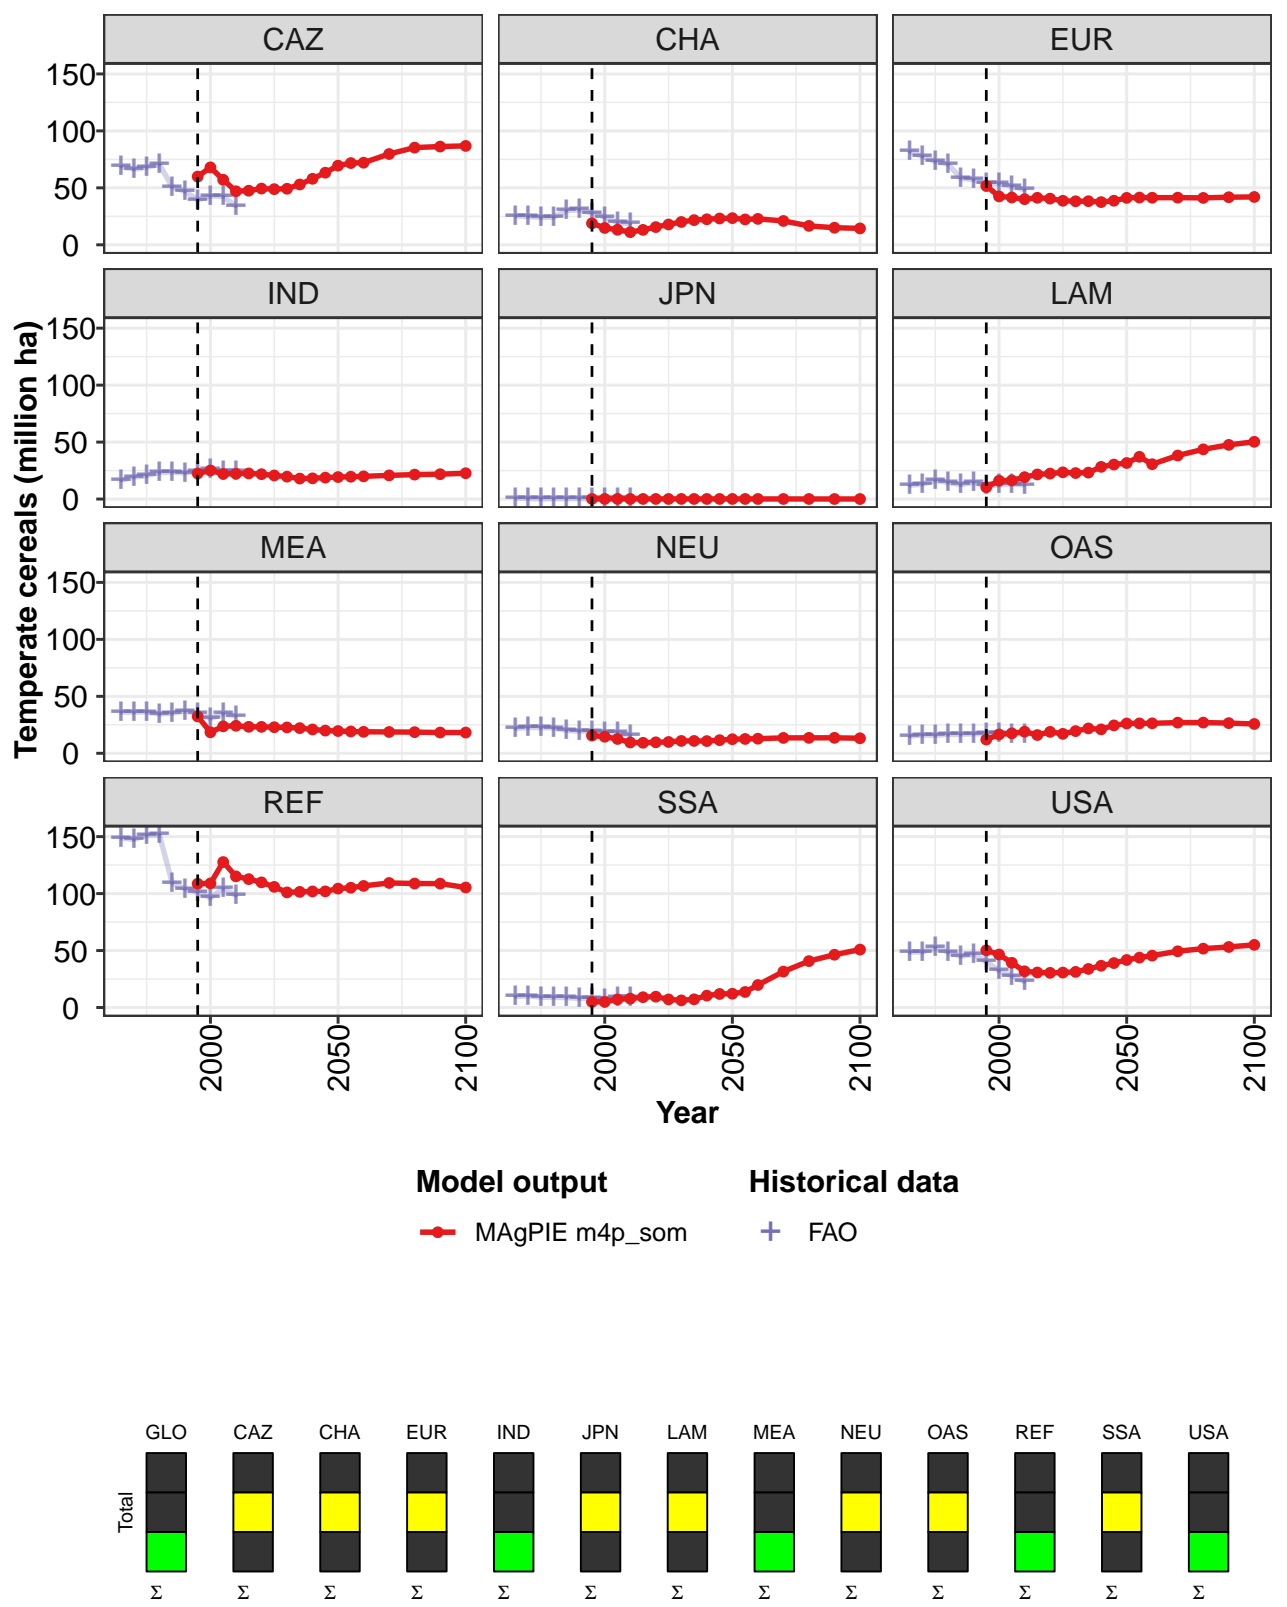 CAZ CHA EUR
150
100
50
0
IND JPN LAM
150
100
50
0
MEA NEU OAS
150
100
50
0
REF SSA USA
150
100
50
0
Temperate cereals (million ha)
2000 2050 2100 2000 2050 2100 2000 2050 2100
Year
Model output Historical data
MAgPIE m4p_som FAO
GLO CAZ CHA EUR IND JPN LAM MEA NEU OAS REF SSA USA
Total
Σ Σ Σ Σ Σ Σ Σ Σ Σ Σ Σ Σ Σ